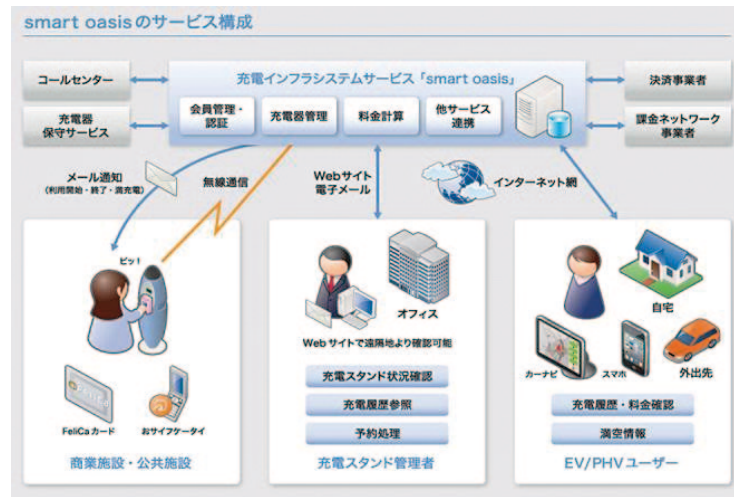 smart oasisのサービス構成
コールセンター
充電インフラシステムサービス「smart oasis」
決済事業者
充電器
保守サービス
会員管理・
認証
充電器管理
料金計算
他サービス
連携
課金ネットワーク
事業者
メール通知
(利用開始・終了・満充電)
無線通信
Webサイト
電子メール
インターネット網
ピッ!
オフィス
自宅
Webサイトで遠隔地より確認可能
カーナビ
スマホ
外出先
充電スタンド状況確認
充電履歴参照
予約処理
充電履歴・料金確認
満空情報
FeliCaカード
おサイフケータイ
商業施設・公共施設
充電スタンド管理者
EV/PHVユーザー